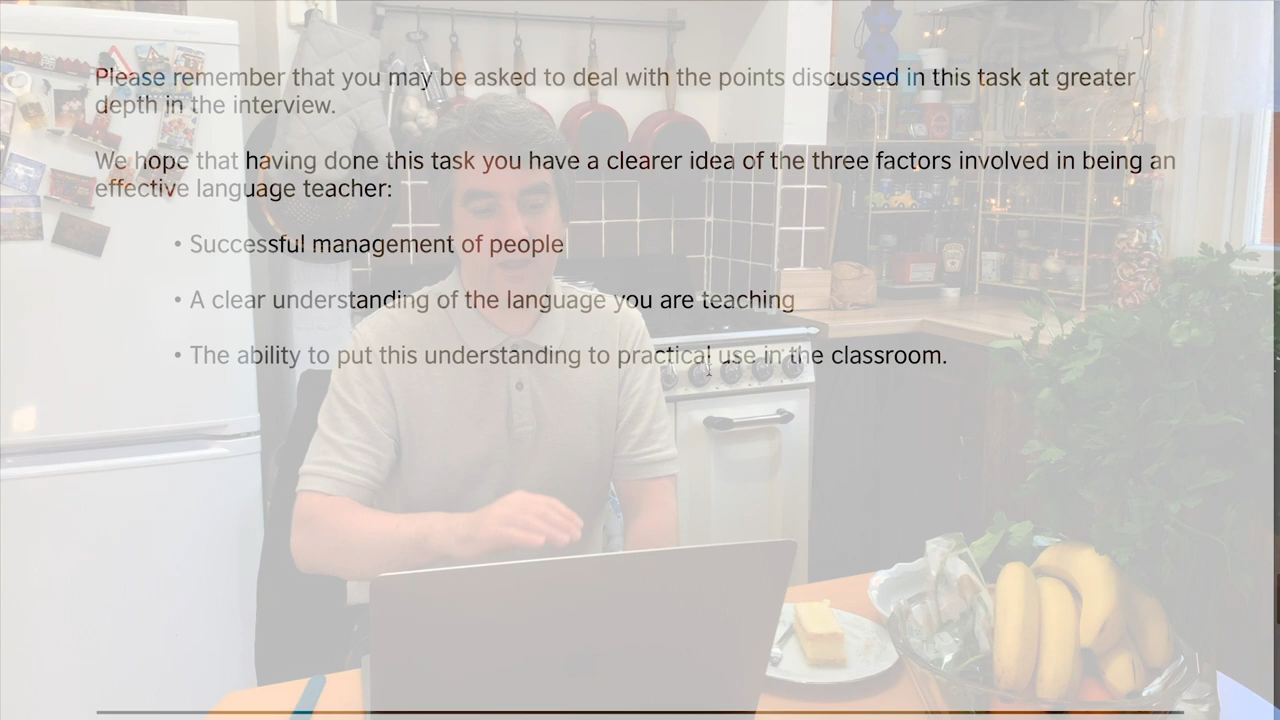 Please remember that you may be asked to deal with the points discussed in this task at greater
depth in the interview.
We hope that having done this task you have a clearer idea of the three factors involved in being an
effective language teacher:
• Successful management of people
• A clear understanding of the language you are teaching
• The ability to put this understanding to practical use in the classroom.